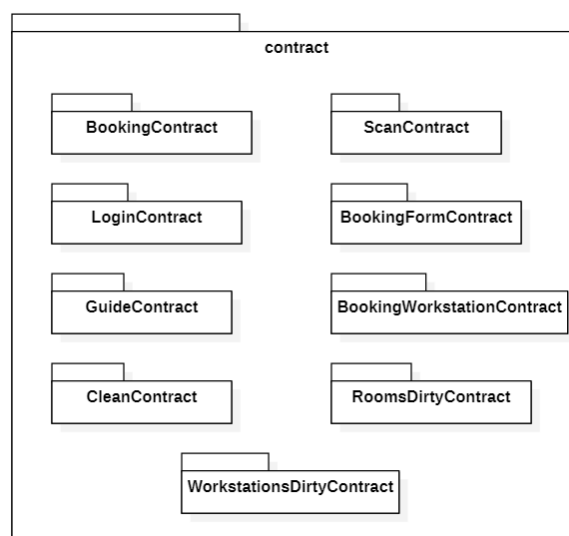 contract
BookingContract
ScanContract
LoginContract
BookingFormContract
GuideContract
BookingWorkstationContract
CleanContract
RoomsDirtyContract
WorkstationsDirtyContract